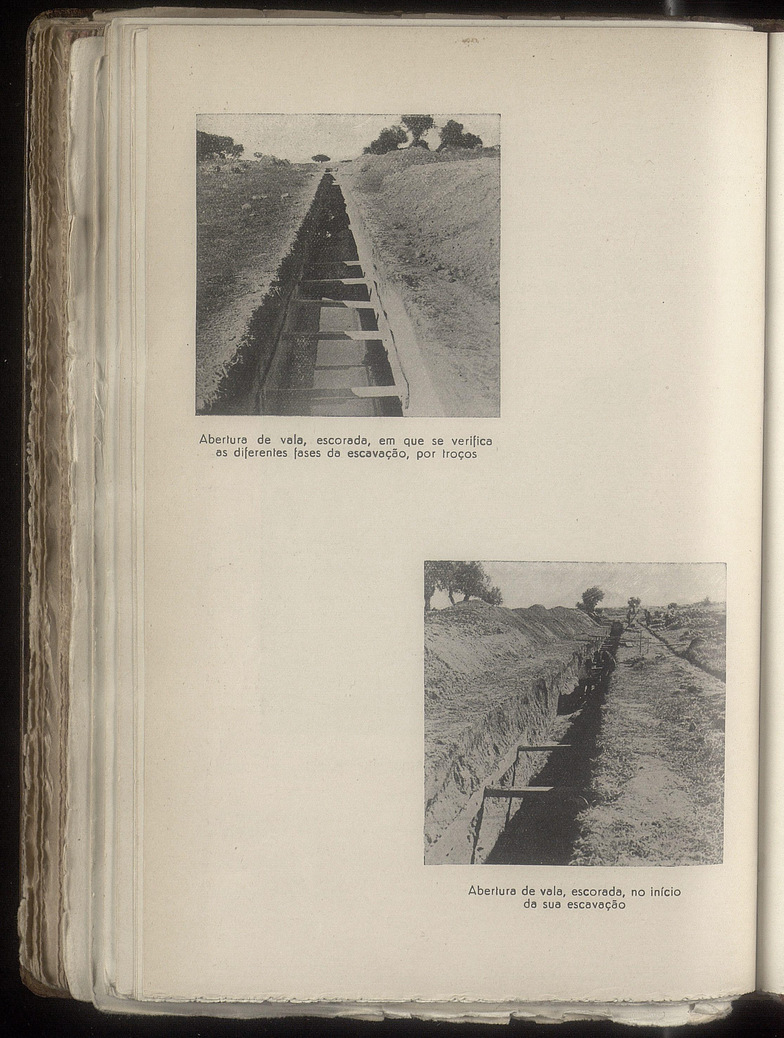 Abertura de vala, escorada, em que se verifica
as diferentes fases da escavação, por troços
Abertura de vala, escorada, no início
da sua escavação